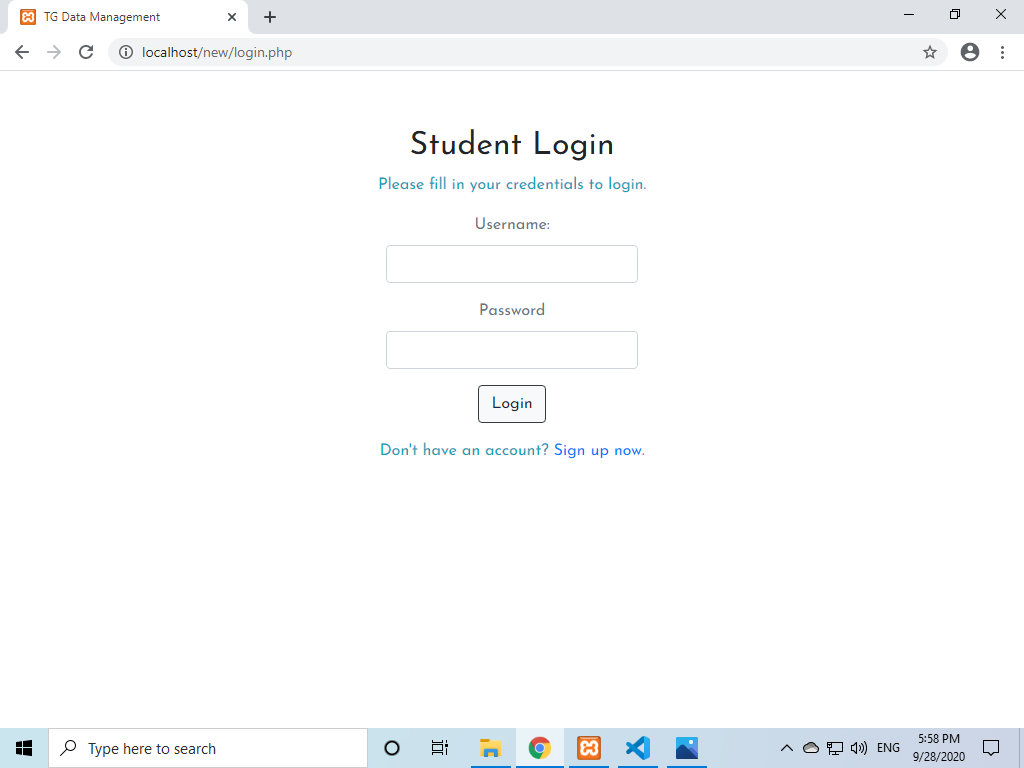 TG Data Management
localhost/new/login.php
Student Login
Please fill in your credentials to login.
Username:
Password
Login
Don't have an account? Sign up now.
Type here to search
ENG
5:58 PM
9/28/2020